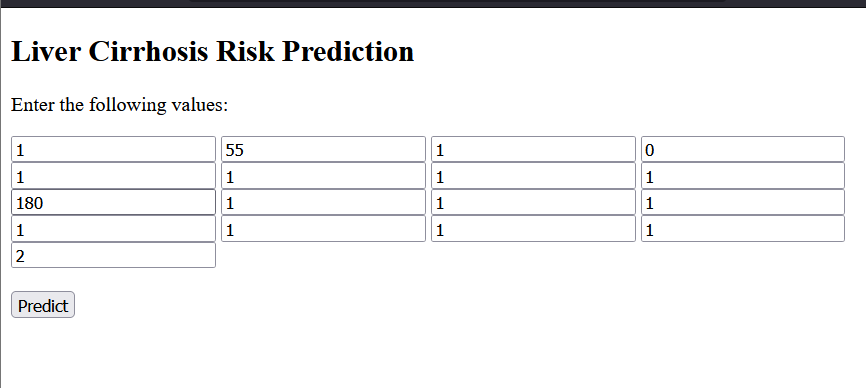 Liver Cirrhosis Risk Prediction
Enter the following values:
1 55 1 0
1 1 1 1
180 1 1 1
1 1 1 1
2
Predict